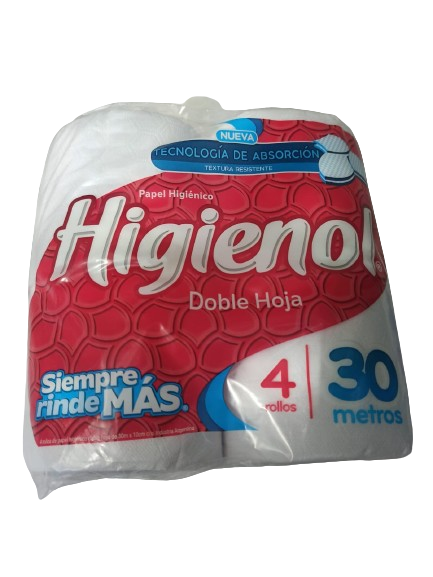 NUEVA
TECNOLOGÍA DE ABSORCIÓN
TEXTURA RESISTENTE
Papel Higiénico
Higienol
Doble Hoja
Siempre
rinde MÁS.
4
rollos
30
metros